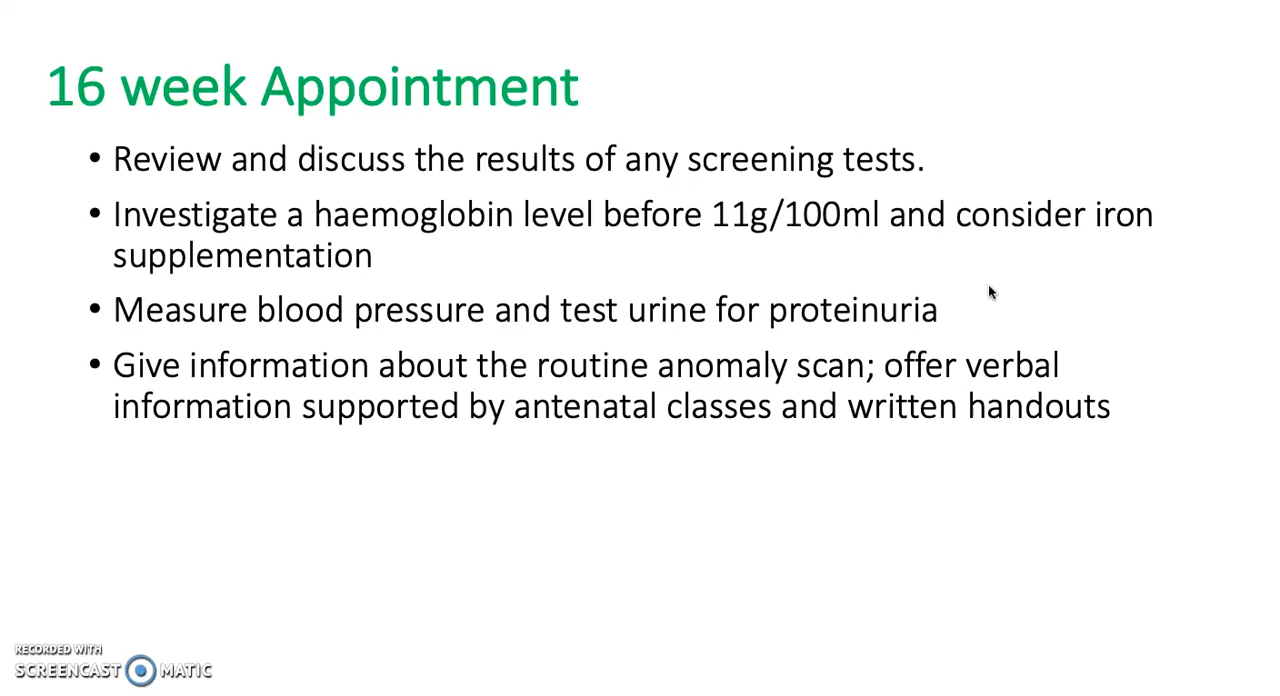 16 week Appointment
• Review and discuss the results of any screening tests.
• Investigate a haemoglobin level before 11g/100ml and consider iron
supplementation
• Measure blood pressure and test urine for proteinuria
• Give information about the routine anomaly scan; offer verbal
information supported by antenatal classes and written handouts
RECORDED WITH
SCREENCAST MATIC